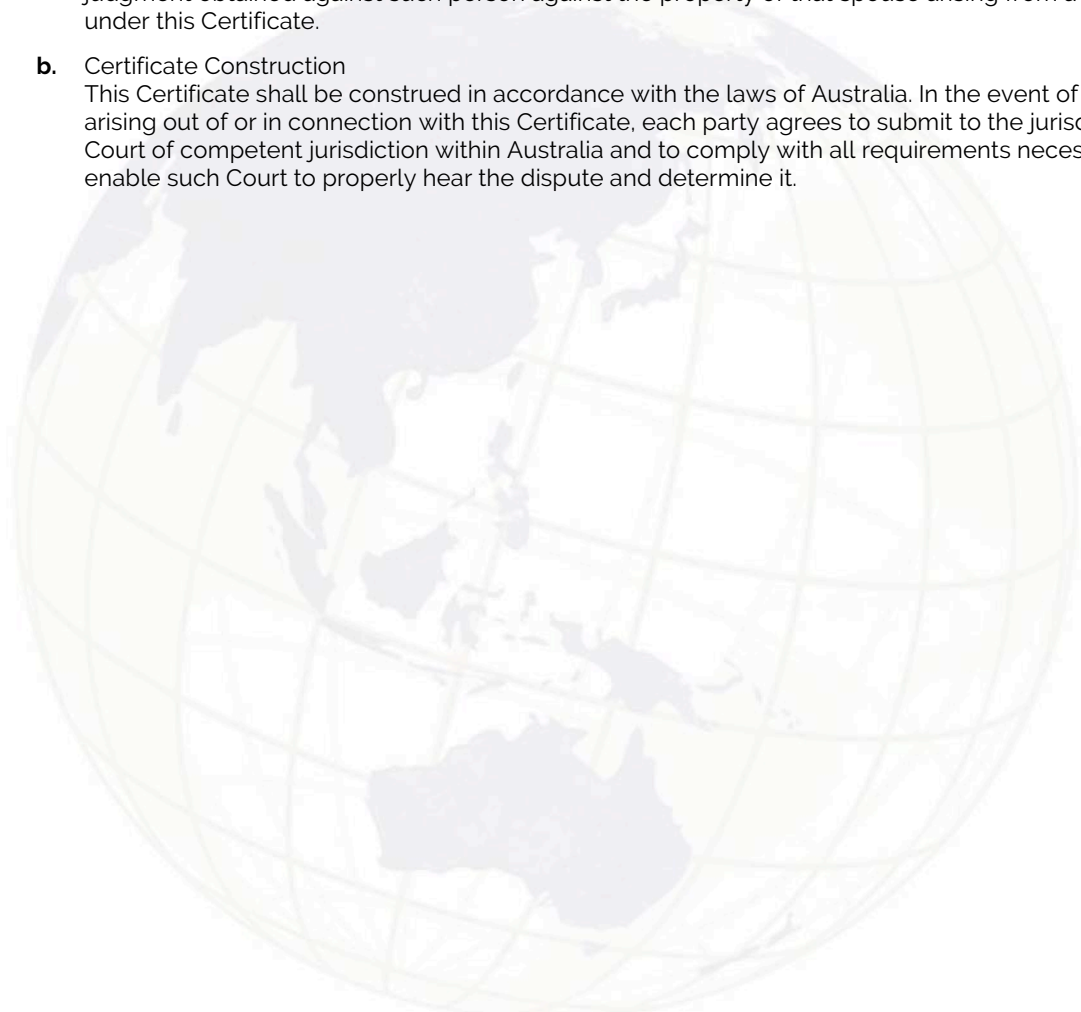 judgment obtained against such person against the property of that spouse arising from a
under this Certificate.
b. Certificate Construction
This Certificate shall be construed in accordance with the laws of Australia. In the event of
arising out of or in connection with this Certificate, each party agrees to submit to the jurisd
Court of competent jurisdiction within Australia and to comply with all requirements neces
enable such Court to properly hear the dispute and determine it.